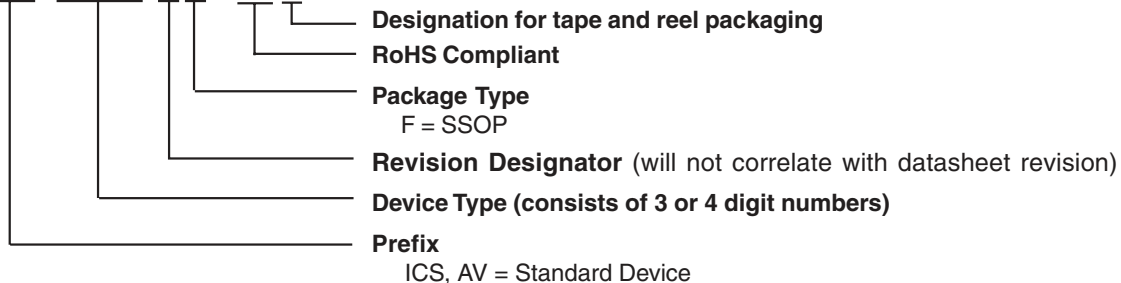 Designation for tape and reel packaging
RoHS Compliant
Package Type
F = SSOP
Revision Designator (will not correlate with datasheet revision)
Device Type (consists of 3 or 4 digit numbers)
Prefix
ICS, AV = Standard Device